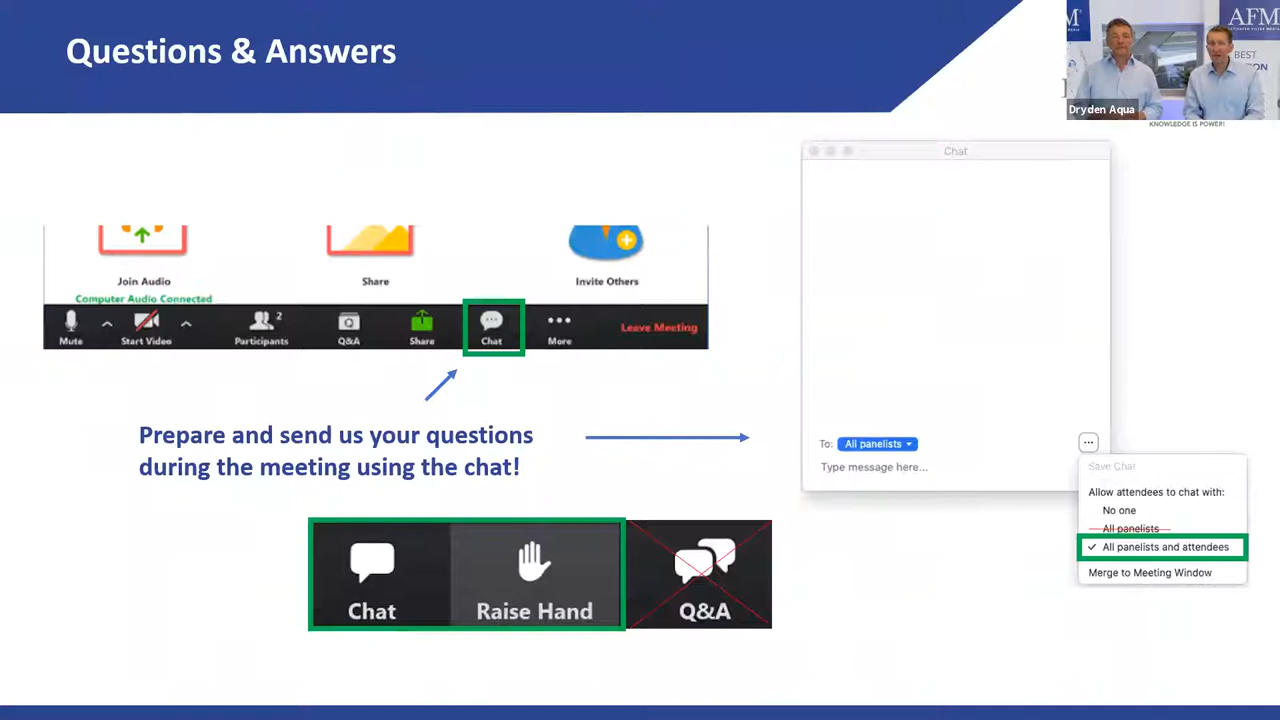 Questions & Answers
AFM
BEST
Dryden Aqua
KNOWLEDGE IS POWER!
Chat
Join Audio
Share
Invite Others
Computer Audio Connected
2
Mute
Start Video
Participants
Q&A
Share
Chat
More
Leave Meeting
Prepare and send us your questions
during the meeting using the chat!
To: All panelists
Type message here...
Save Chat
Allow attendees to chat with:
No one
All panelists
All panelists and attendees
Merge to Meeting Window
Chat
Raise Hand
Q&A